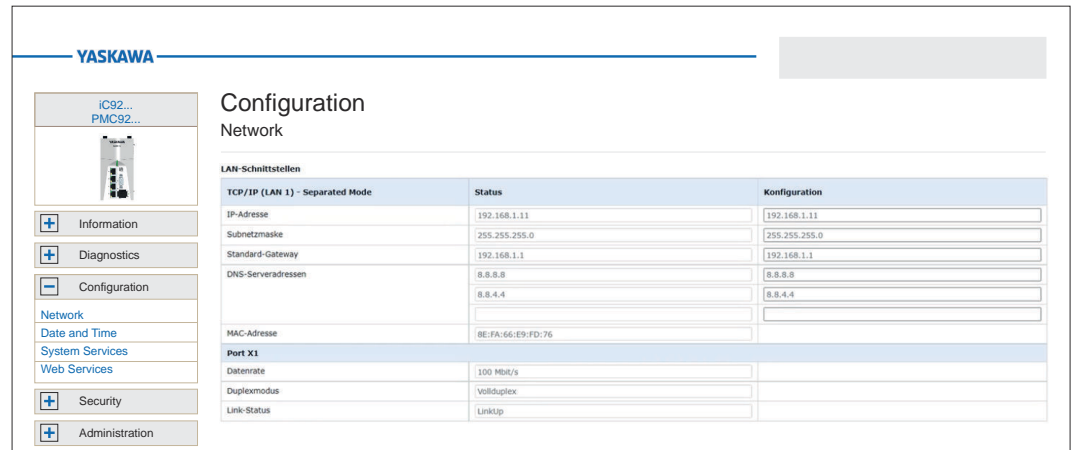 YASKAWA
iC92...
PMC92...
YASKAWA
Information
Diagnostics
Configuration
Network
Date and Time
System Services
Web Services
Security
Administration
Configuration
Network
LAN-Schnittstellen
TCP/IP (LAN 1) - Separated Mode Status Konfiguration
IP-Adresse 192.168.1.11 192.168.1.11
Subnetzmaske 255.255.255.0 255.255.255.0
Standard-Gateway 192.168.1.1 192.168.1.1
DNS-Serveradressen 8.8.8.8 8.8.8.8
8.8.4.4 8.8.4.4
MAC-Adresse 8E:FA:66:E9:FD:76
Port X1
Datenrate 100 Mbit/s
Duplexmodus Vollduplex
Link-Status LinkUp